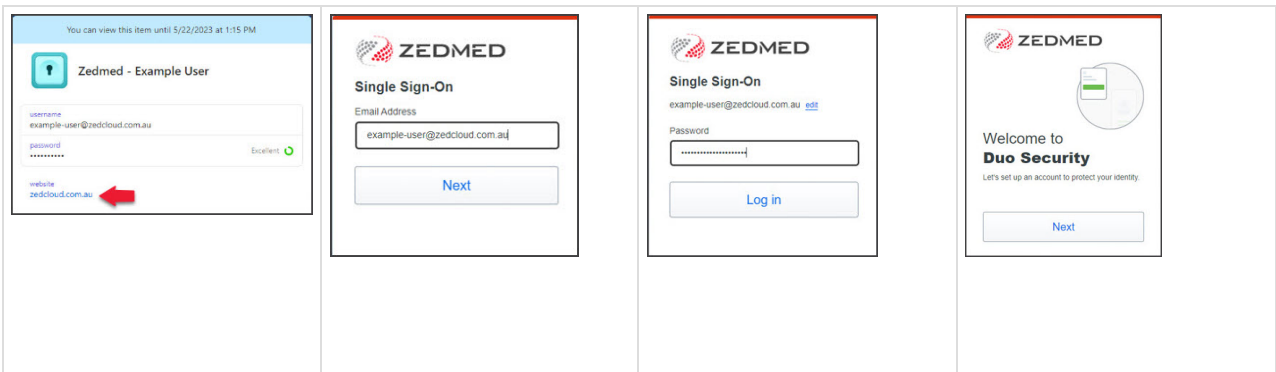 You can view this item until 5/22/2023 at 1:15 PM
Zedmed - Example User
username
example-user@zedcloud.com.au
password
••••••••••
Excellent
website
zedcloud.com.au
ZEDMED
Single Sign-On
Email Address
example-user@zedcloud.com.au
Next
ZEDMED
Single Sign-On
example-user@zedcloud.com.au edit
Password
Log in
ZEDMED
Welcome to
Duo Security
Let's set up an account to protect your identity.
Next